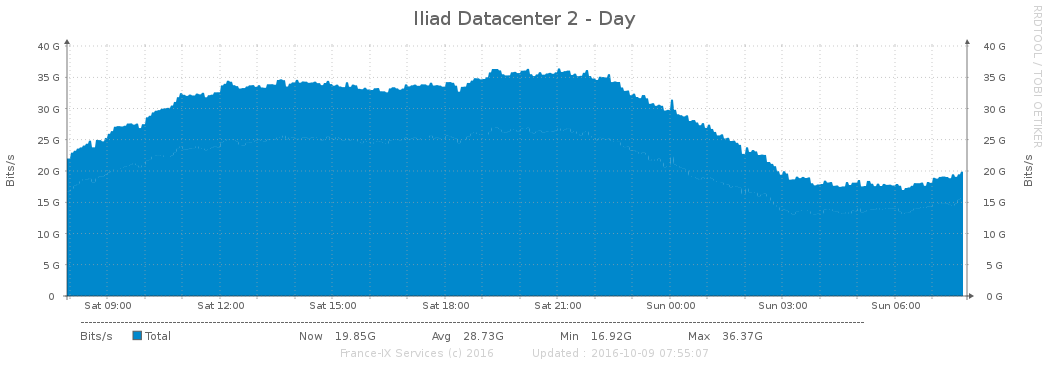 Iliad Datacenter 2 - Day
RRDTOOL / TOBI OETIKER
40 G 40 G
35 G 35 G
30 G 30 G
25 G 25 G
20 G 20 G
15 G 15 G
10 G 10 G
5 G 5 G
0 0 G
Bits/s Bits/s
Sat 09:00 Sat 12:00 Sat 15:00 Sat 18:00 Sat 21:00 Sun 00:00 Sun 03:00 Sun 06:00
Bits/s Total Now 19.85G Avg 28.73G Min 16.92G Max 36.37G
France-IX Services (c) 2016 Updated : 2016-10-09 07:55:07